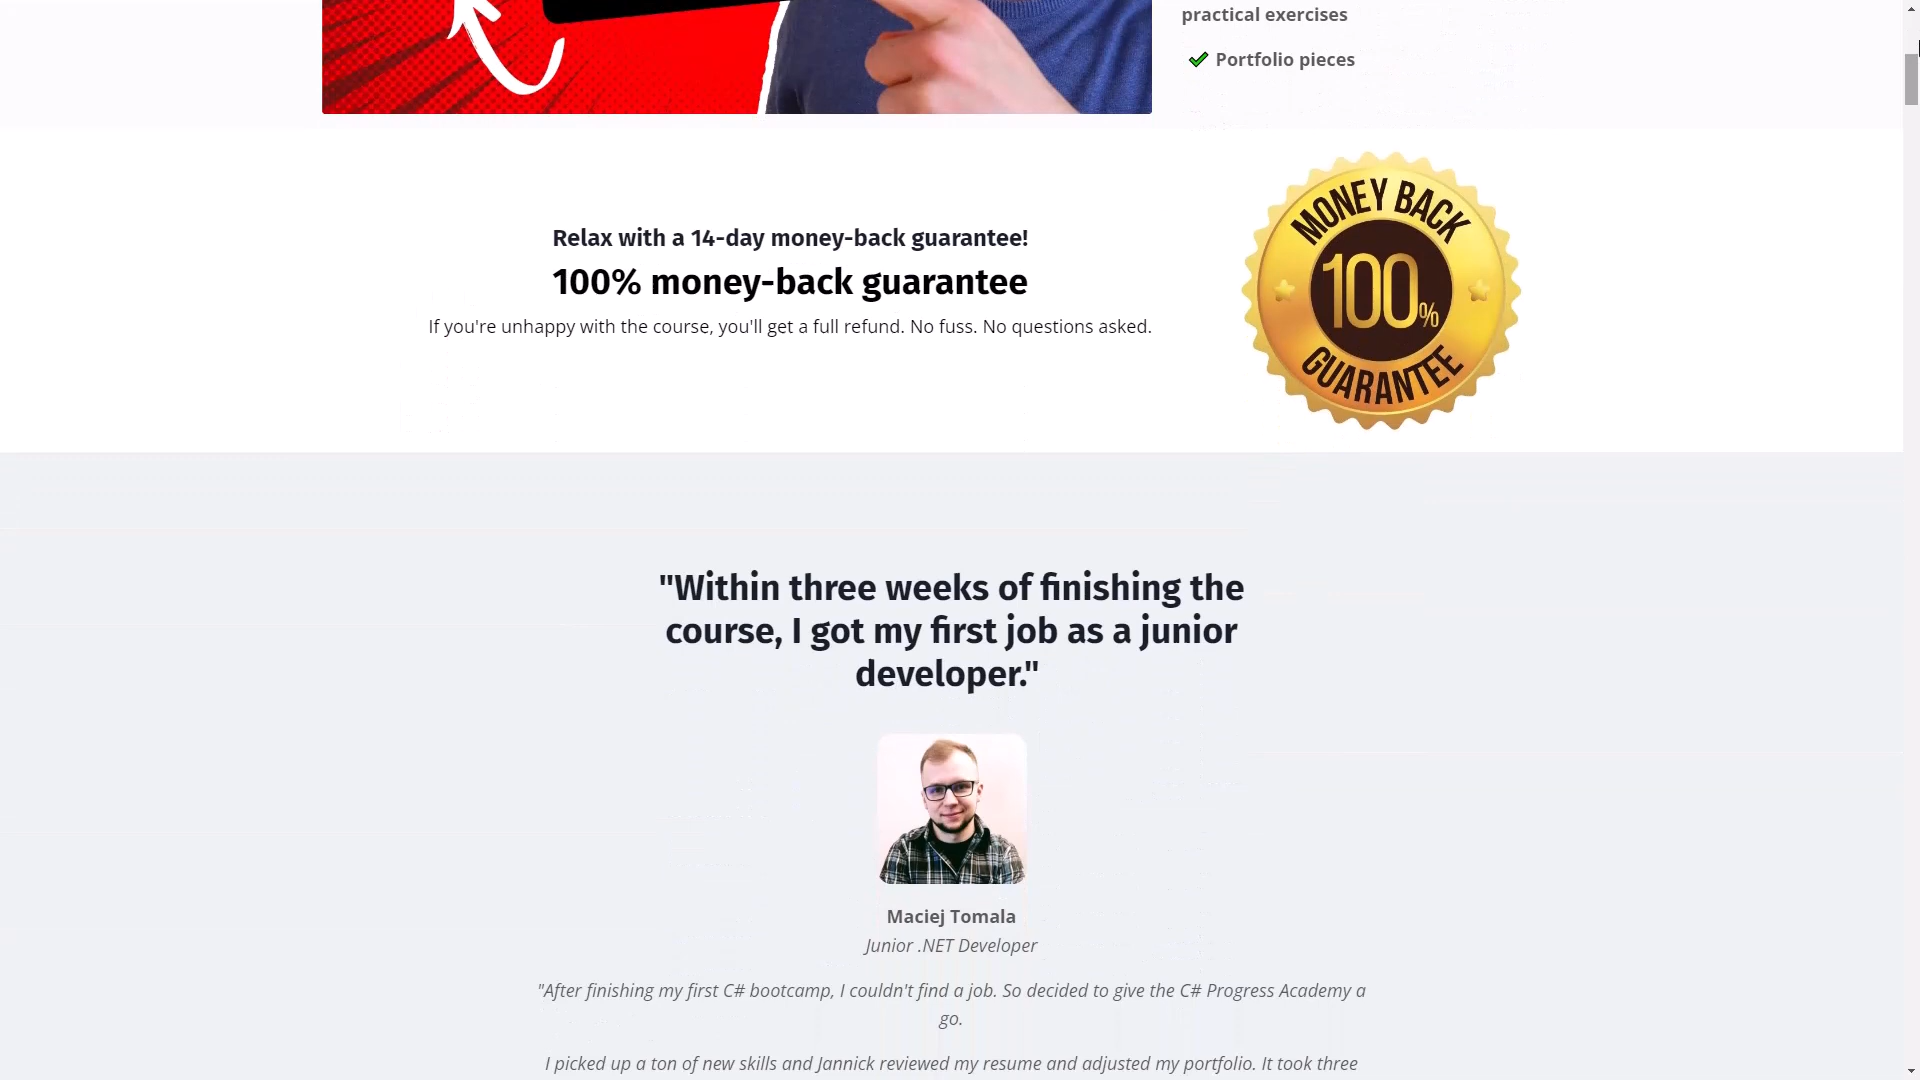 practical exercises
Portfolio pieces
Relax with a 14-day money-back guarantee!
100% money-back guarantee
If you're unhappy with the course, you'll get a full refund. No fuss. No questions asked.
MONEY BACK
100%
GUARANTEE
"Within three weeks of finishing the
course, I got my first job as a junior
developer."
Maciej Tomala
Junior .NET Developer
"After finishing my first C# bootcamp, I couldn't find a job. So decided to give the C# Progress Academy a
go.
I picked up a ton of new skills and Jannick reviewed my resume and adjusted my portfolio. It took three